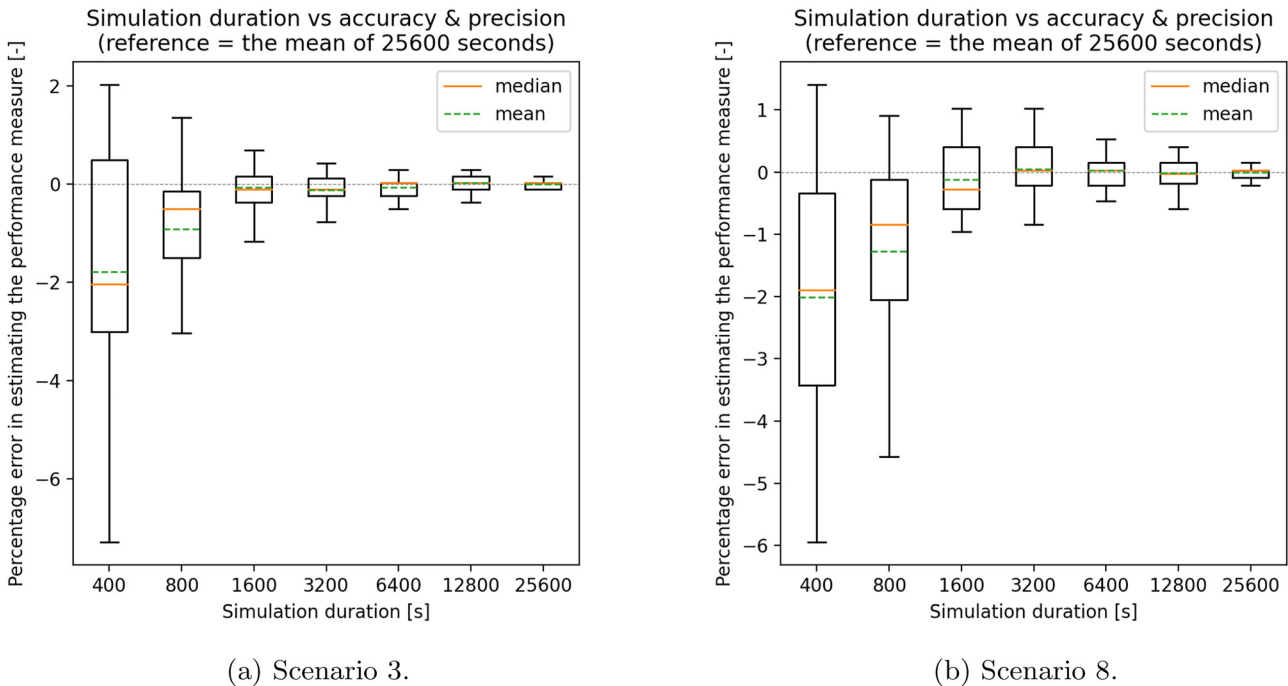 Simulation duration vs accuracy & precision
(reference = the mean of 25600 seconds)
Percentage error in estimating the performance measure [-]
2
0
−2
−4
−6
median
mean
400 800 1600 3200 6400 12800 25600
Simulation duration [s]
(a) Scenario 3.
Simulation duration vs accuracy & precision
(reference = the mean of 25600 seconds)
Percentage error in estimating the performance measure [-]
1
0
−1
−2
−3
−4
−5
−6
median
mean
400 800 1600 3200 6400 12800 25600
Simulation duration [s]
(b) Scenario 8.